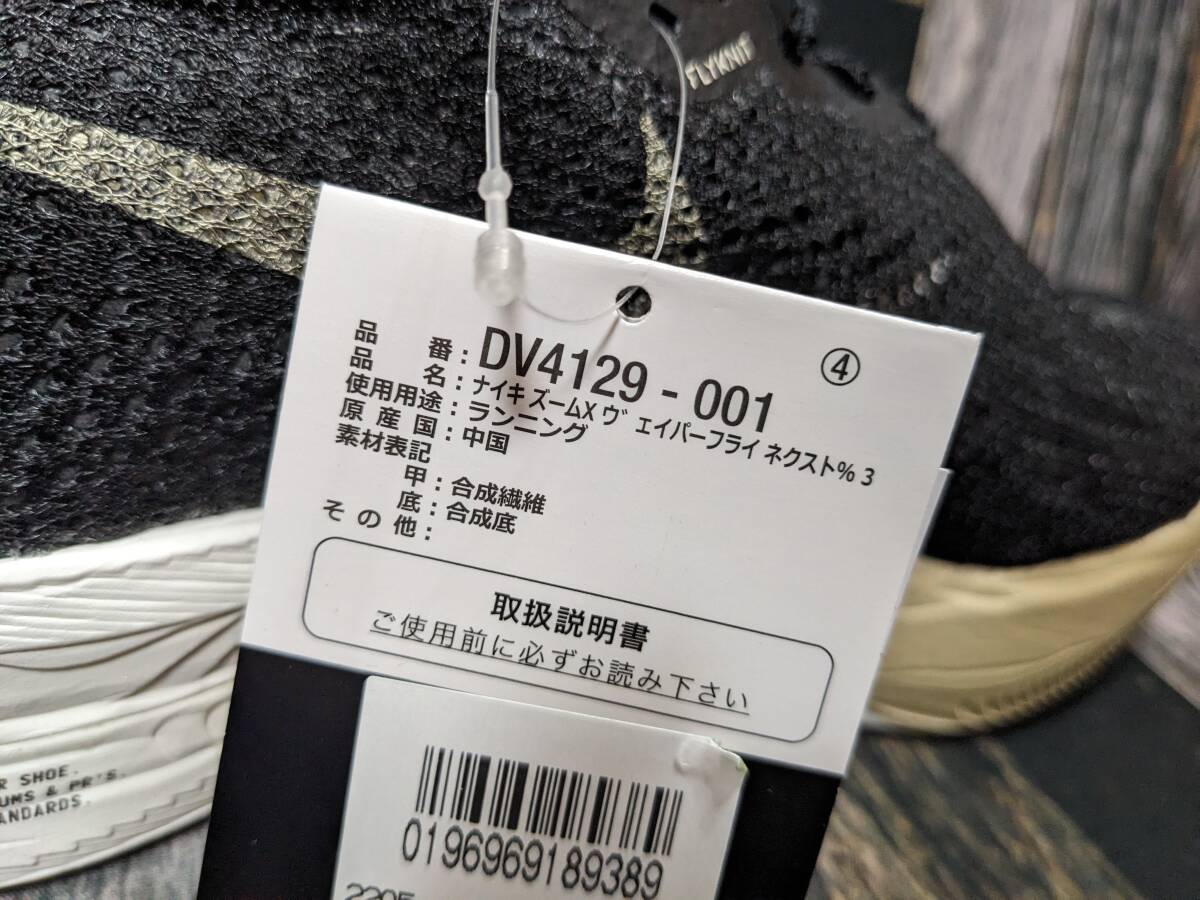 FLYKNIT
④
品番:DV4129-001
品名:ナイキ ズームX ヴェイパーフライ ネクスト% 3
使用用途:ランニング
原産国:中国
素材表記
甲:合成繊維
底:合成底
その他:
取扱説明書
ご使用前に必ずお読み下さい
0196969189389
R SHOE.
UMS & PR'S.
ANDARDS.